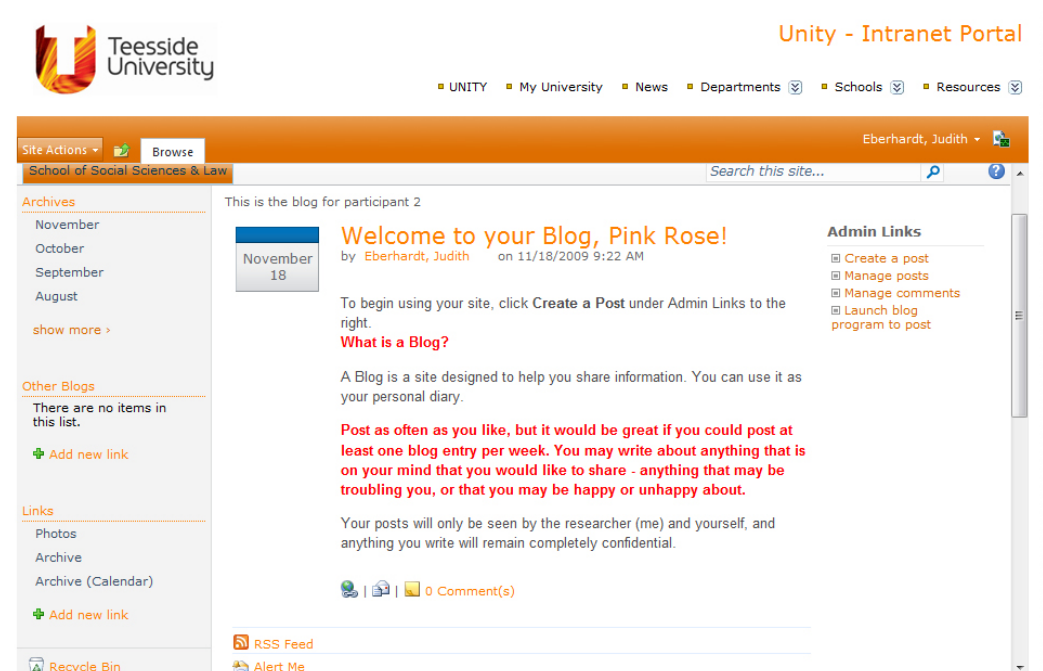 Teesside
University
Unity - Intranet Portal
UNITY My University News Departments Schools Resources
Site Actions Browse Eberhardt, Judith
School of Social Sciences & Law Search this site...
Archives
November
October
September
August
show more ›
Other Blogs
There are no items in
this list.
Add new link
Links
Photos
Archive
Archive (Calendar)
Add new link
Recycle Bin
This is the blog for participant 2
November
18
Welcome to your Blog, Pink Rose!
by Eberhardt, Judith on 11/18/2009 9:22 AM
To begin using your site, click Create a Post under Admin Links to the
right.
What is a Blog?
A Blog is a site designed to help you share information. You can use it as
your personal diary.
Post as often as you like, but it would be great if you could post at
least one blog entry per week. You may write about anything that is
on your mind that you would like to share - anything that may be
troubling you, or that you may be happy or unhappy about.
Your posts will only be seen by the researcher (me) and yourself, and
anything you write will remain completely confidential.
| | 0 Comment(s)
RSS Feed
Alert Me
Admin Links
Create a post
Manage posts
Manage comments
Launch blog
program to post